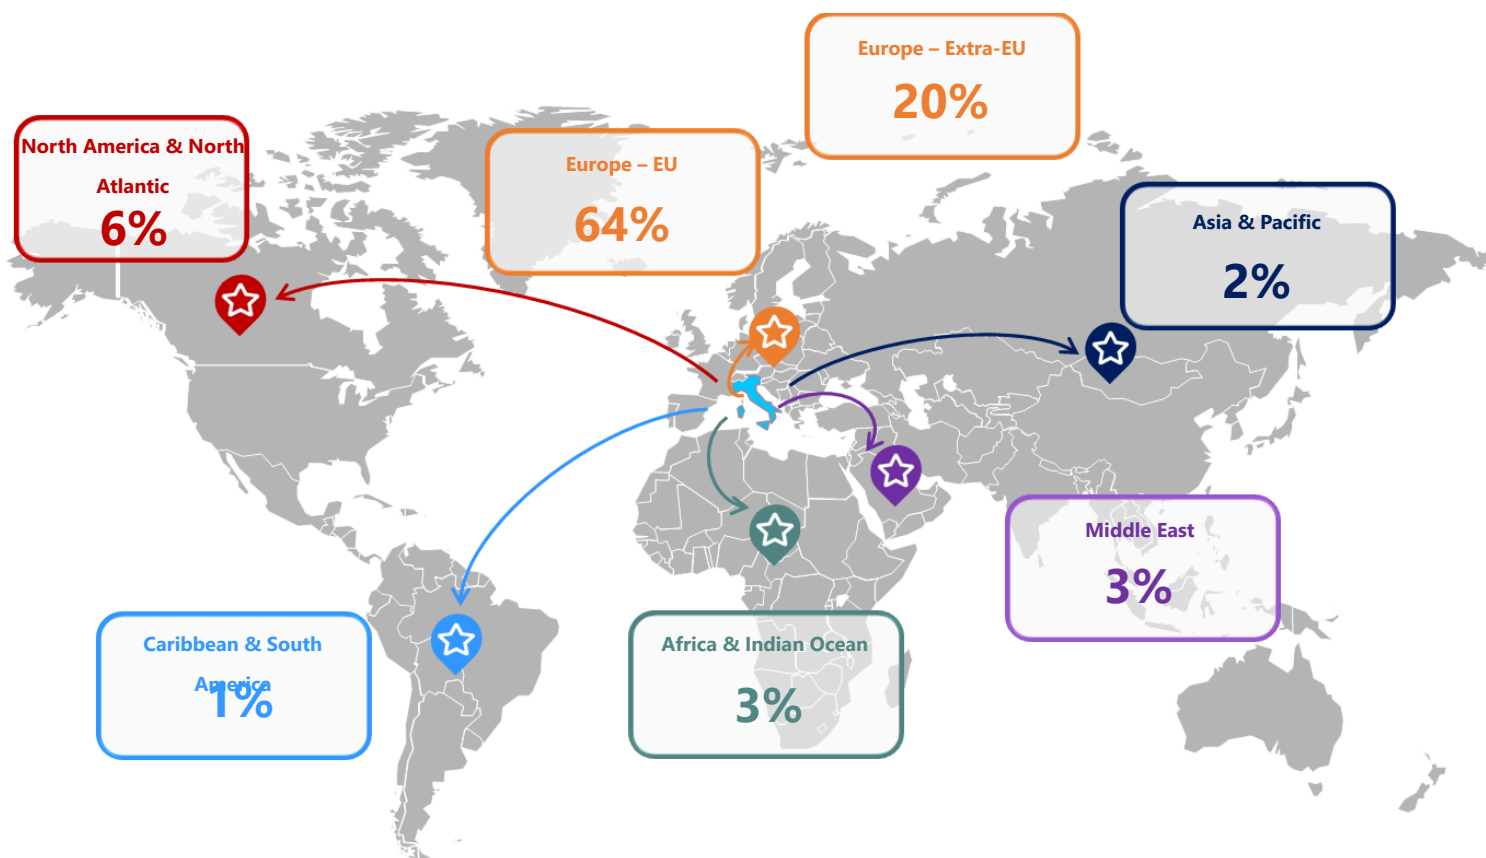 Europe – Extra-EU
20%
North America & North
Atlantic
6%
Europe – EU
64%
Asia & Pacific
2%
Middle East
3%
Caribbean & South
America
1%
Africa & Indian Ocean
3%